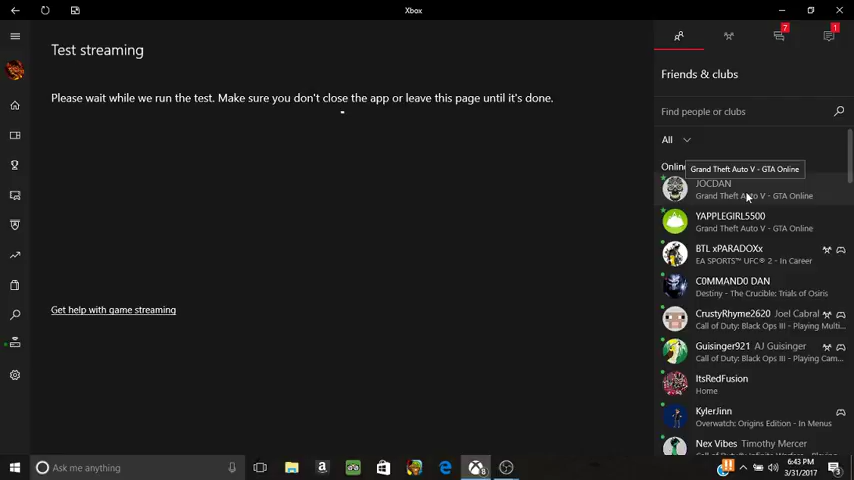 Xbox
Test streaming
Please wait while we run the test. Make sure you don't close the app or leave this page until it's done.
Get help with game streaming
7
1
Friends & clubs
Find people or clubs
All
Grand Theft Auto V - GTA Online
JOCDAN
Grand Theft Auto V - GTA Online
YAPPLEGIRL5500
Grand Theft Auto V - GTA Online
BTL xPARADOXx
EA SPORTS™ UFC® 2 - In Career
C0MMAND0 DAN
Destiny - The Crucible: Trials of Osiris
CrustyRhyme2620 Joel Cabral
Call of Duty: Black Ops III - Playing Multi...
Guisinger921 AJ Guisinger
Call of Duty: Black Ops III - Playing Cam...
ItsRedFusion
Home
KylerJinn
Overwatch: Origins Edition - In Menus
Nex Vibes Timothy Mercer
Ask me anything
8
6:43 PM
3/31/2017
3